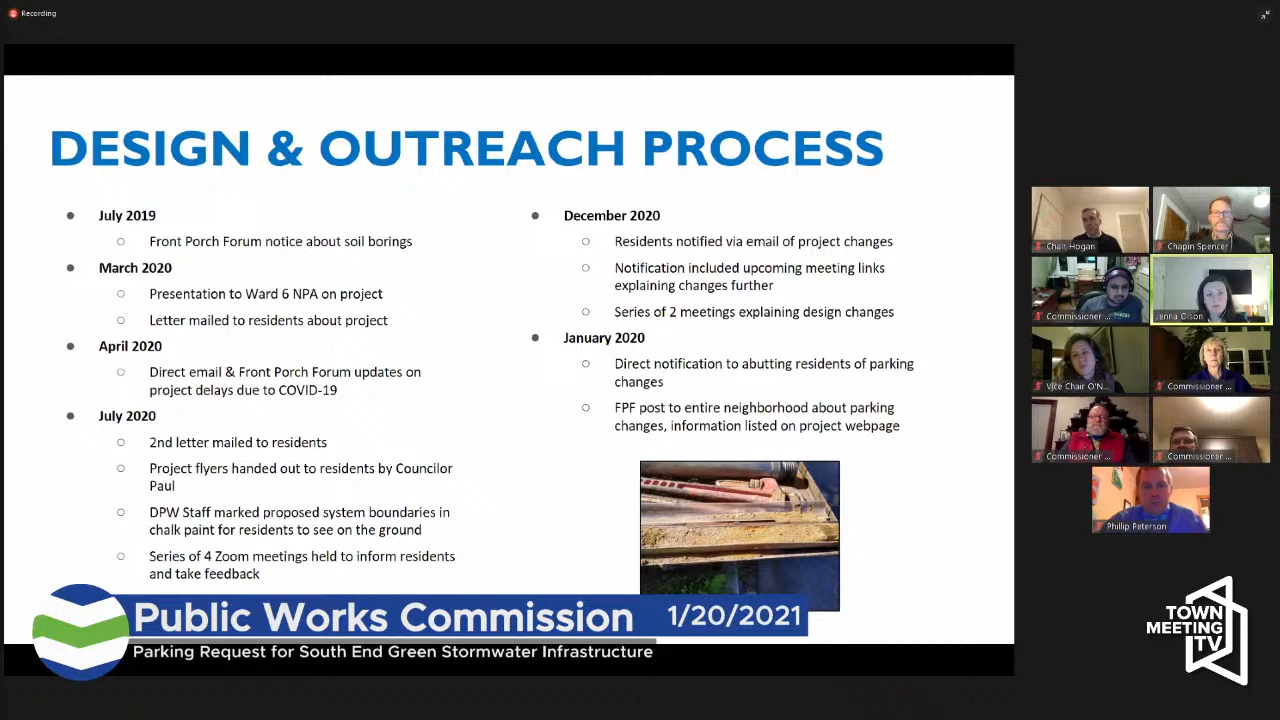 Recording
DESIGN & OUTREACH PROCESS
July 2019
Front Porch Forum notice about soil borings
March 2020
Presentation to Ward 6 NPA on project
Letter mailed to residents about project
April 2020
Direct email & Front Porch Forum updates on
project delays due to COVID-19
July 2020
2nd letter mailed to residents
Project flyers handed out to residents by Councilor
Paul
DPW Staff marked proposed system boundaries in
chalk paint for residents to see on the ground
Series of 4 Zoom meetings held to inform residents
and take feedback
December 2020
Residents notified via email of project changes
Notification included upcoming meeting links
explaining changes further
Series of 2 meetings explaining design changes
January 2020
Direct notification to abutting residents of parking
changes
FPF post to entire neighborhood about parking
changes, information listed on project webpage
Chair Hogan
Chapin Spencer
Commissioner ...
Jenna Olson
Vice Chair O'N...
Commissioner ...
Commissioner ...
Commissioner ...
Phillip Peterson
Public Works Commission 1/20/2021
Parking Request for South End Green Stormwater Infrastructure
TOWN
MEETING
TV